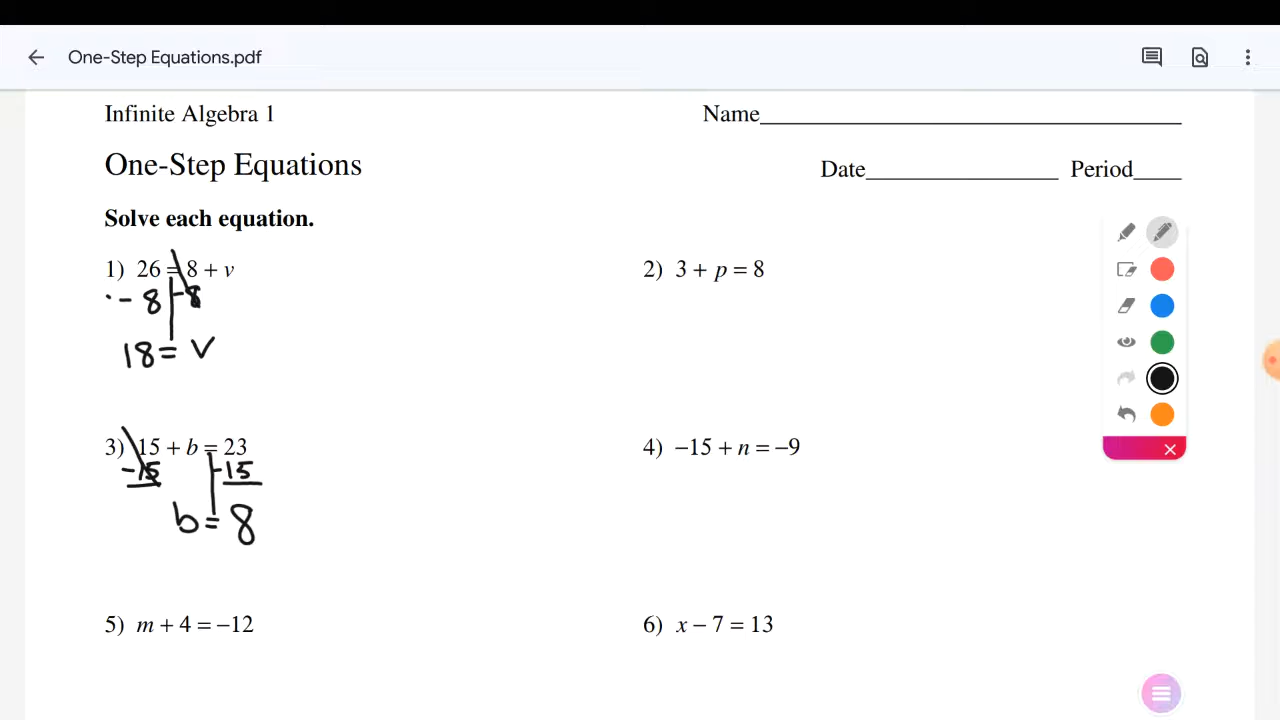 One-Step Equations.pdf
Infinite Algebra 1
Name
One-Step Equations
Date Period
Solve each equation.
1) 26 = 8 + v
- 8 -8
18 = v
2) 3 + p = 8
3) 15 + b = 23
-15 -15
b = 8
4) −15 + n = −9
5) m + 4 = −12
6) x − 7 = 13